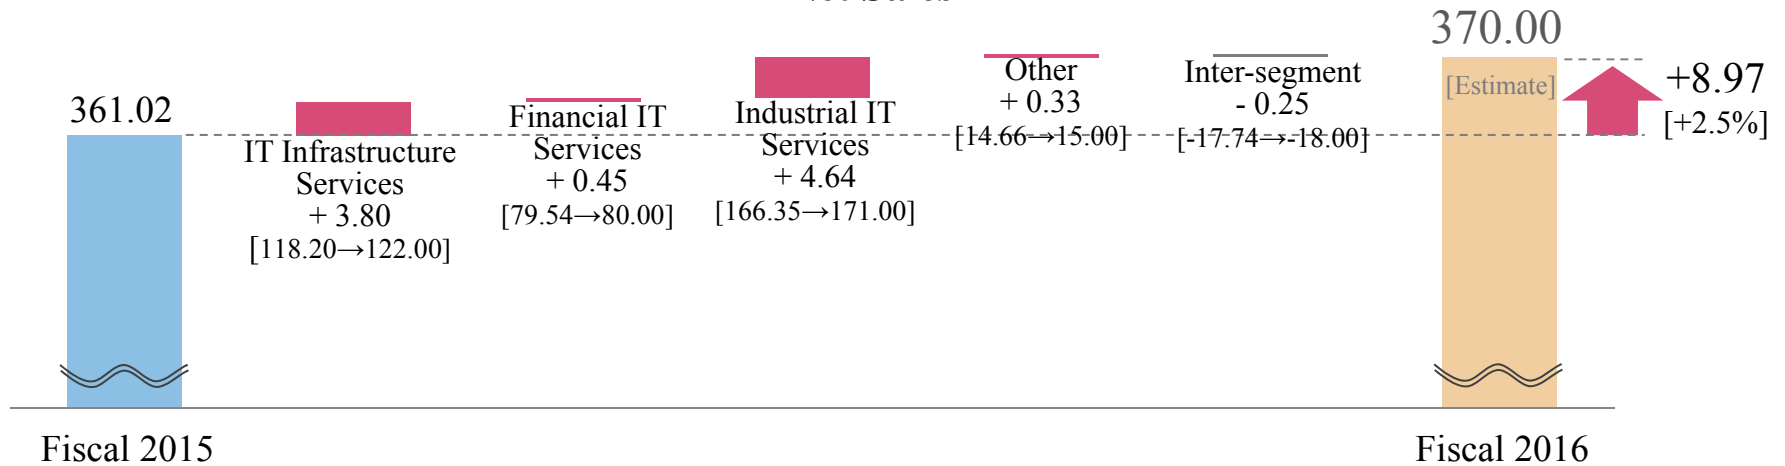 370.00
[Estimate]
+8.97
[+2.5%]
361.02
IT Infrastructure
Services
+ 3.80
[118.20→122.00]
Financial IT
Services
+ 0.45
[79.54→80.00]
Industrial IT
Services
+ 4.64
[166.35→171.00]
Other
+ 0.33
[14.66→15.00]
Inter-segment
- 0.25
[-17.74→-18.00]
Fiscal 2015
Fiscal 2016